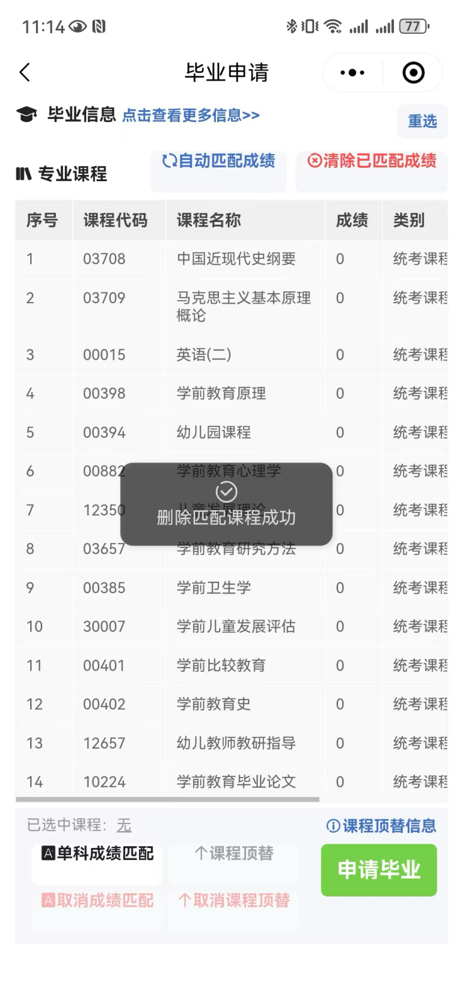 11:14 77
毕业申请
毕业信息 点击查看更多信息>> 重选
专业课程 自动匹配成绩 清除已匹配成绩
序号 课程代码 课程名称 成绩 类别
1 03708 中国近现代史纲要 0 统考课程
2 03709 马克思主义基本原理 0 统考课程
概论
3 00015 英语(二) 0 统考课程
4 00398 学前教育原理 0 统考课程
5 00394 幼儿园课程 0 统考课程
6 00882 学前教育心理学 0 统考课程
7 12350 儿童发展理论 0 统考课程
删除匹配课程成功
8 03657 学前教育研究方法 0 统考课程
9 00385 学前卫生学 0 统考课程
10 30007 学前儿童发展评估 0 统考课程
11 00401 学前比较教育 0 统考课程
12 00402 学前教育史 0 统考课程
13 12657 幼儿教师教研指导 0 统考课程
14 10224 学前教育毕业论文 0 统考课程
已选中课程: 无 课程顶替信息
A单科成绩匹配 个课程顶替 申请毕业
A取消成绩匹配 个取消课程顶替